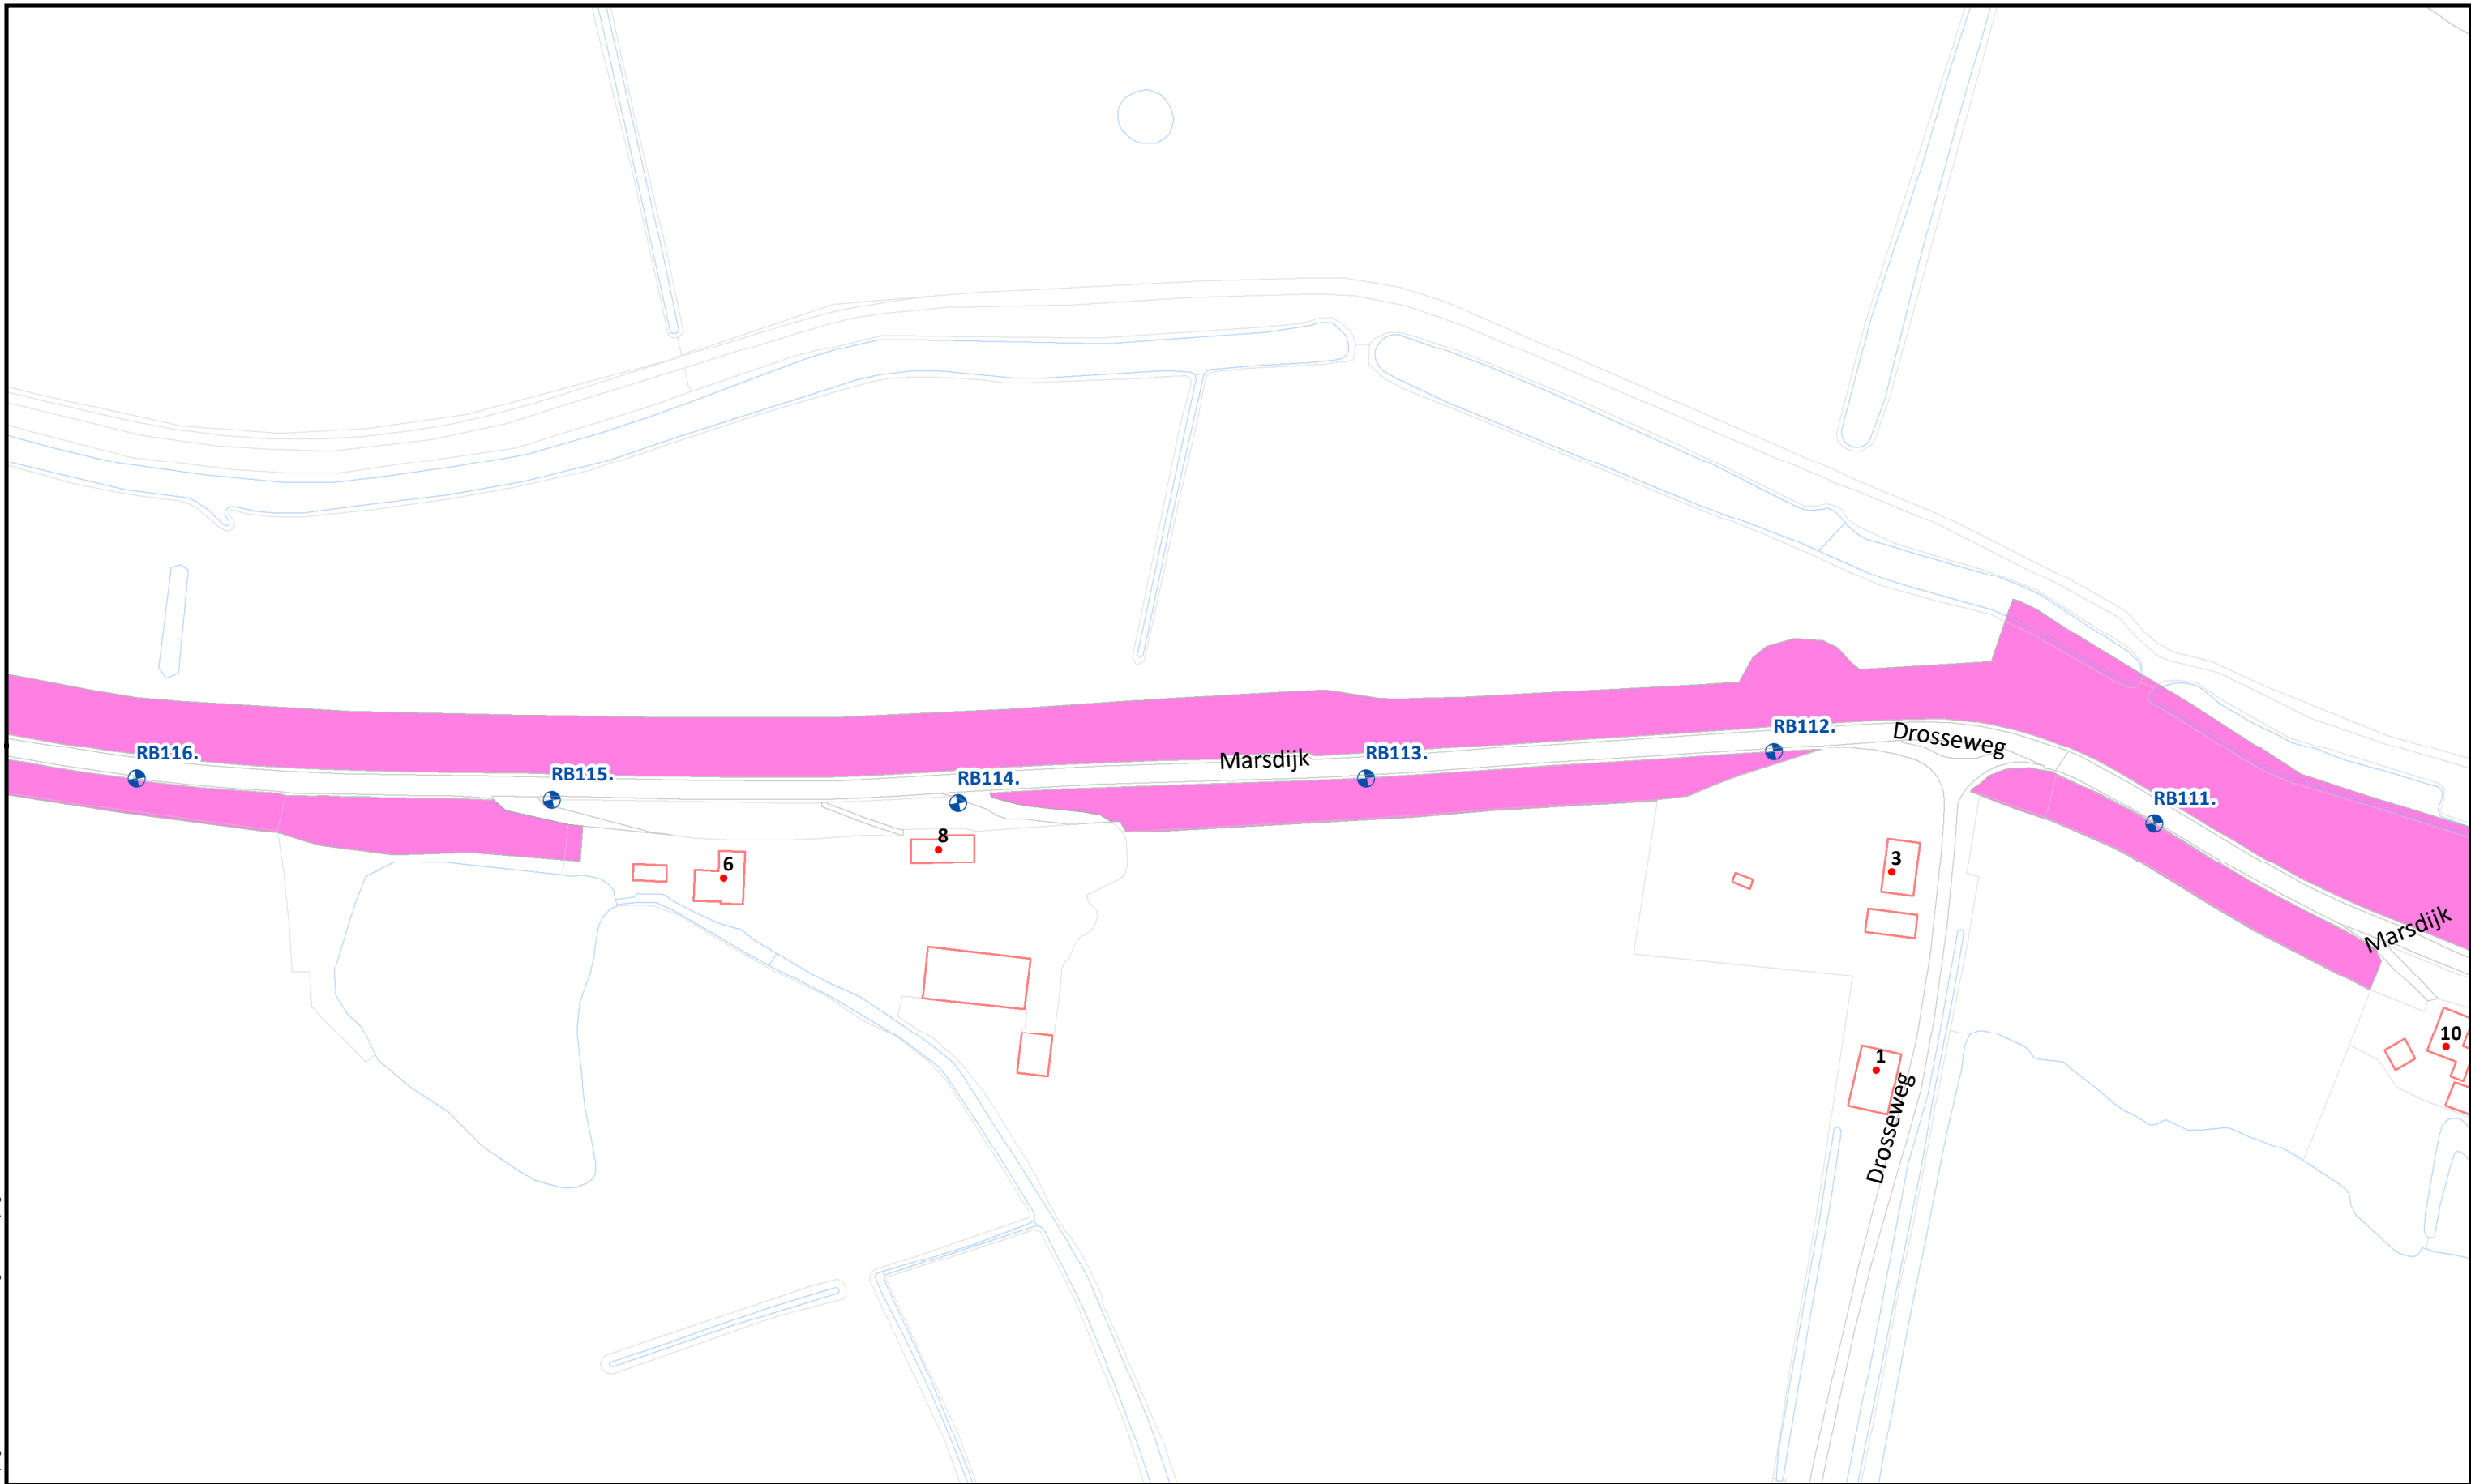 RB112.
Drosseweg
RB116.
Marsdijk
RB113.
RB115.
RB114.
RB111.
8
6
3
Marsdijk
10
1
Drosseweg